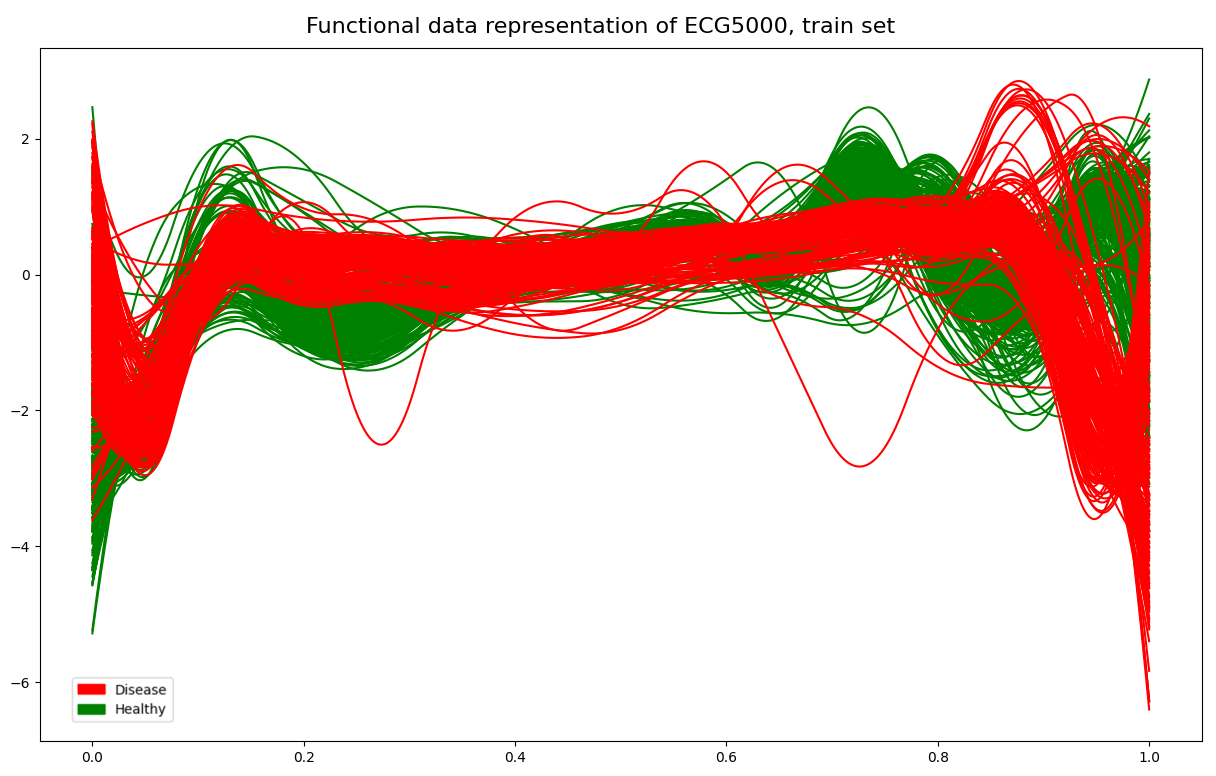 Functional data representation of ECG5000, train set
2
0
−2
−4
−6
Disease
Healthy
0.0 0.2 0.4 0.6 0.8 1.0